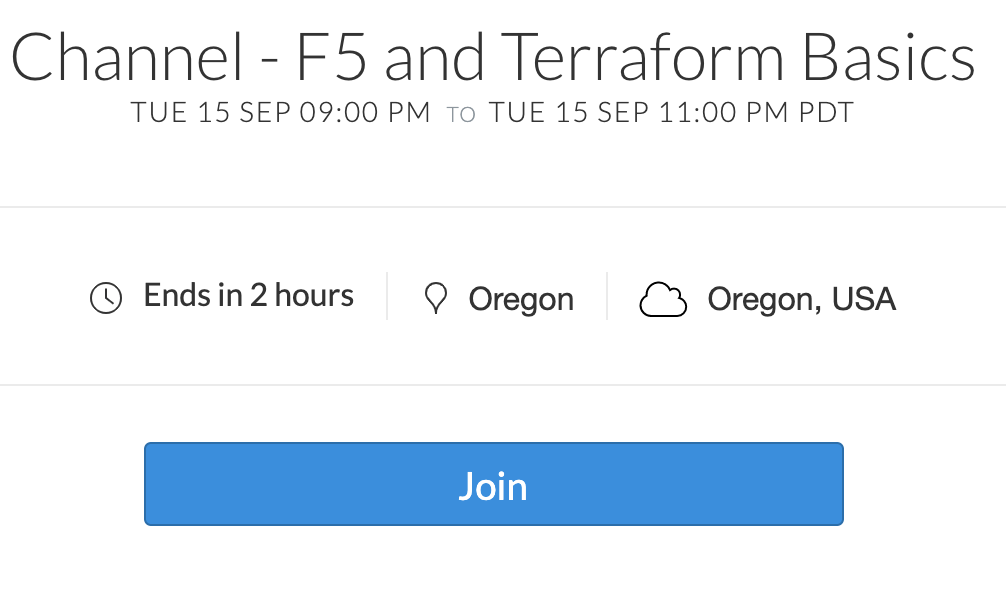 Channel - F5 and Terraform Basics
TUE 15 SEP 09:00 PM TO TUE 15 SEP 11:00 PM PDT
Ends in 2 hours
Oregon
Oregon, USA
Join